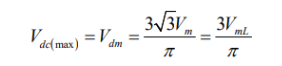 V_{dc(max)} = V_{dm} = \frac{3\sqrt{3}V_m}{\pi} = \frac{3V_{mL}}{\pi}